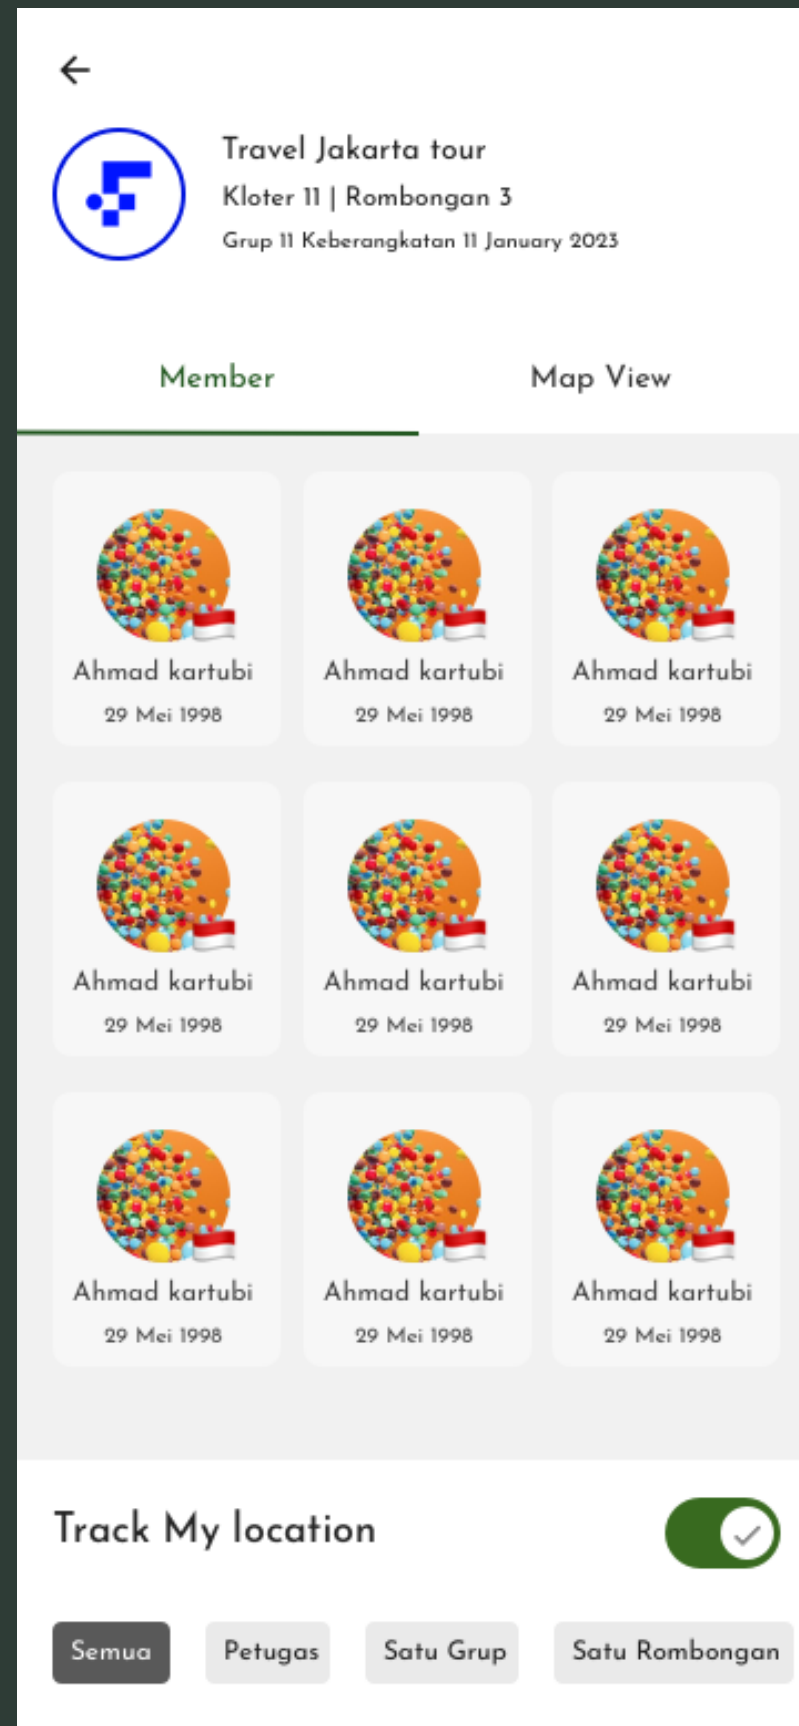 Travel Jakarta tour
Kloter 11 | Rombongan 3
Grup 11 Keberangkatan 11 January 2023
Member Map View
Ahmad kartubi Ahmad kartubi Ahmad kartubi
29 Mei 1998 29 Mei 1998 29 Mei 1998
Ahmad kartubi Ahmad kartubi Ahmad kartubi
29 Mei 1998 29 Mei 1998 29 Mei 1998
Ahmad kartubi Ahmad kartubi Ahmad kartubi
29 Mei 1998 29 Mei 1998 29 Mei 1998
Track My location
Semua Petugas Satu Grup Satu Rombongan